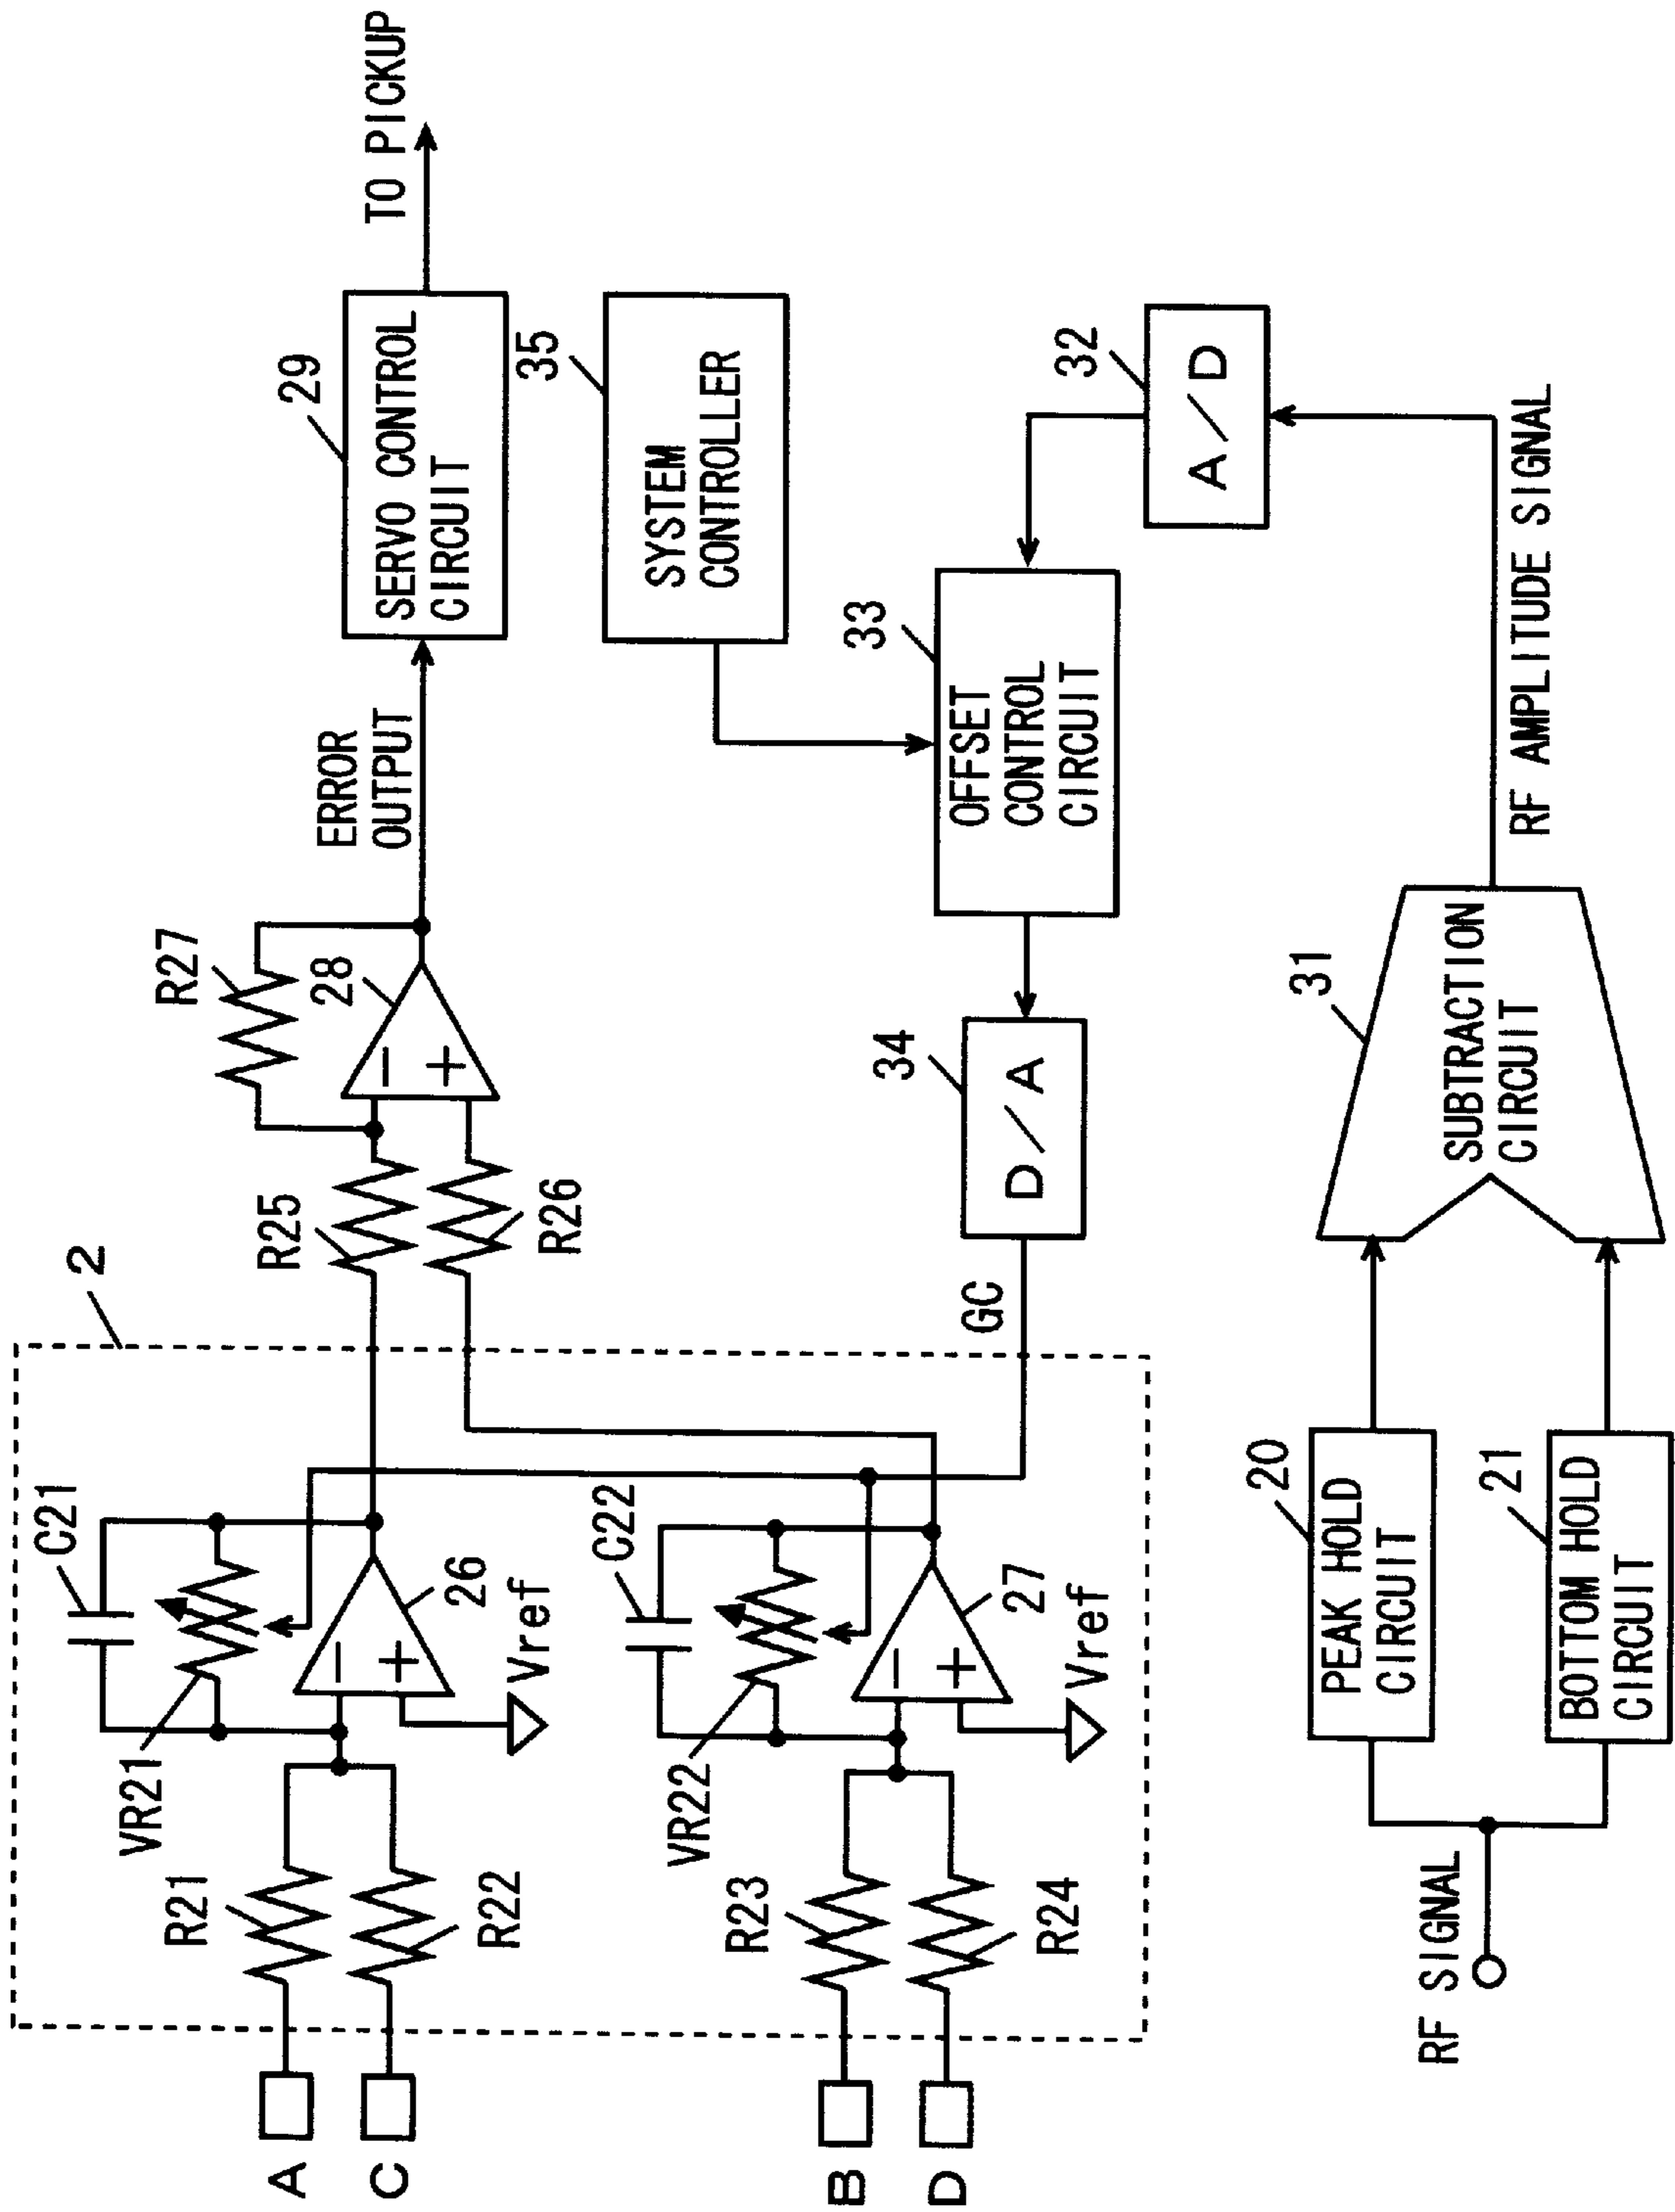 A
C
B
D
R21
R22
R23
R24
VR21
C21
26
Vref
VR22
C22
27
Vref
2
R25
R26
R27
28
ERROR
OUTPUT
29
SERVO CONTROL
CIRCUIT
TO PICKUP
35
SYSTEM
CONTROLLER
33
OFFSET
CONTROL
CIRCUIT
32
A/D
34
D/A
GC
RF SIGNAL
20
PEAK HOLD
CIRCUIT
21
BOTTOM HOLD
CIRCUIT
31
SUBTRACTION
CIRCUIT
RF AMPLITUDE SIGNAL
− + − + − +